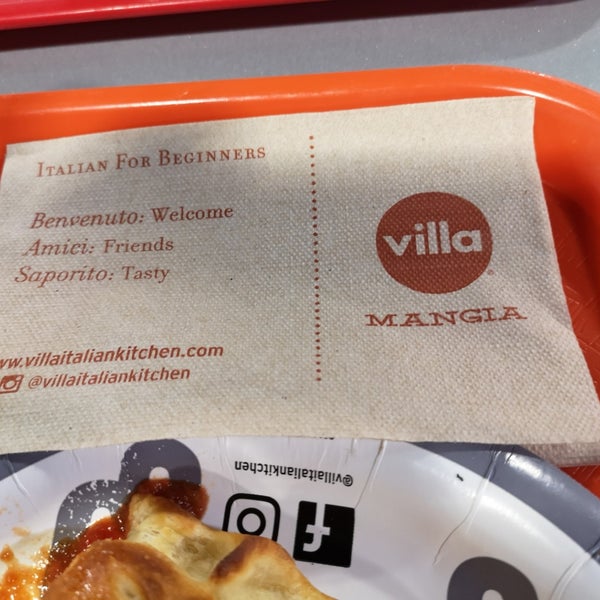 ITALIAN FOR BEGINNERS
Benvenuto: Welcome
Amici: Friends
Saporito: Tasty
www.villaitaliankitchen.com
@villaitaliankitchen
villa
MANGIA
@villaitaliankitchen